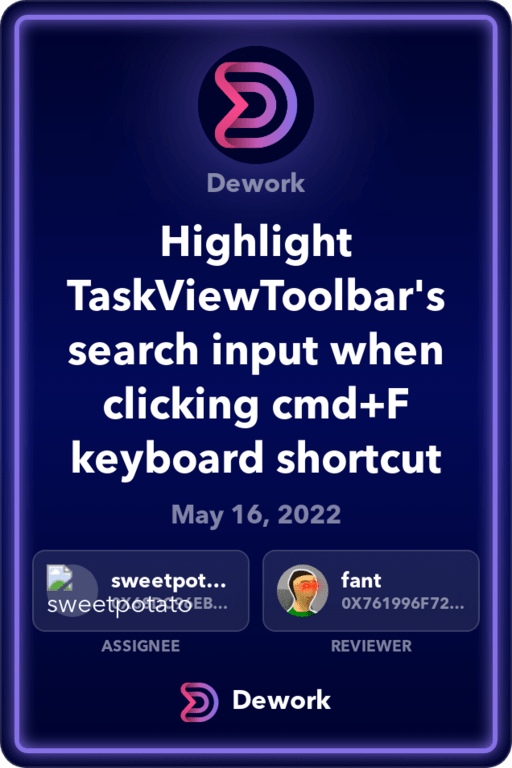 Dework
Highlight
TaskViewToolbar's
search input when
clicking cmd+F
keyboard shortcut
May 16, 2022
sweetpot...
sweetpotato
fant
0X761996F72...
ASSIGNEE
REVIEWER
Dework